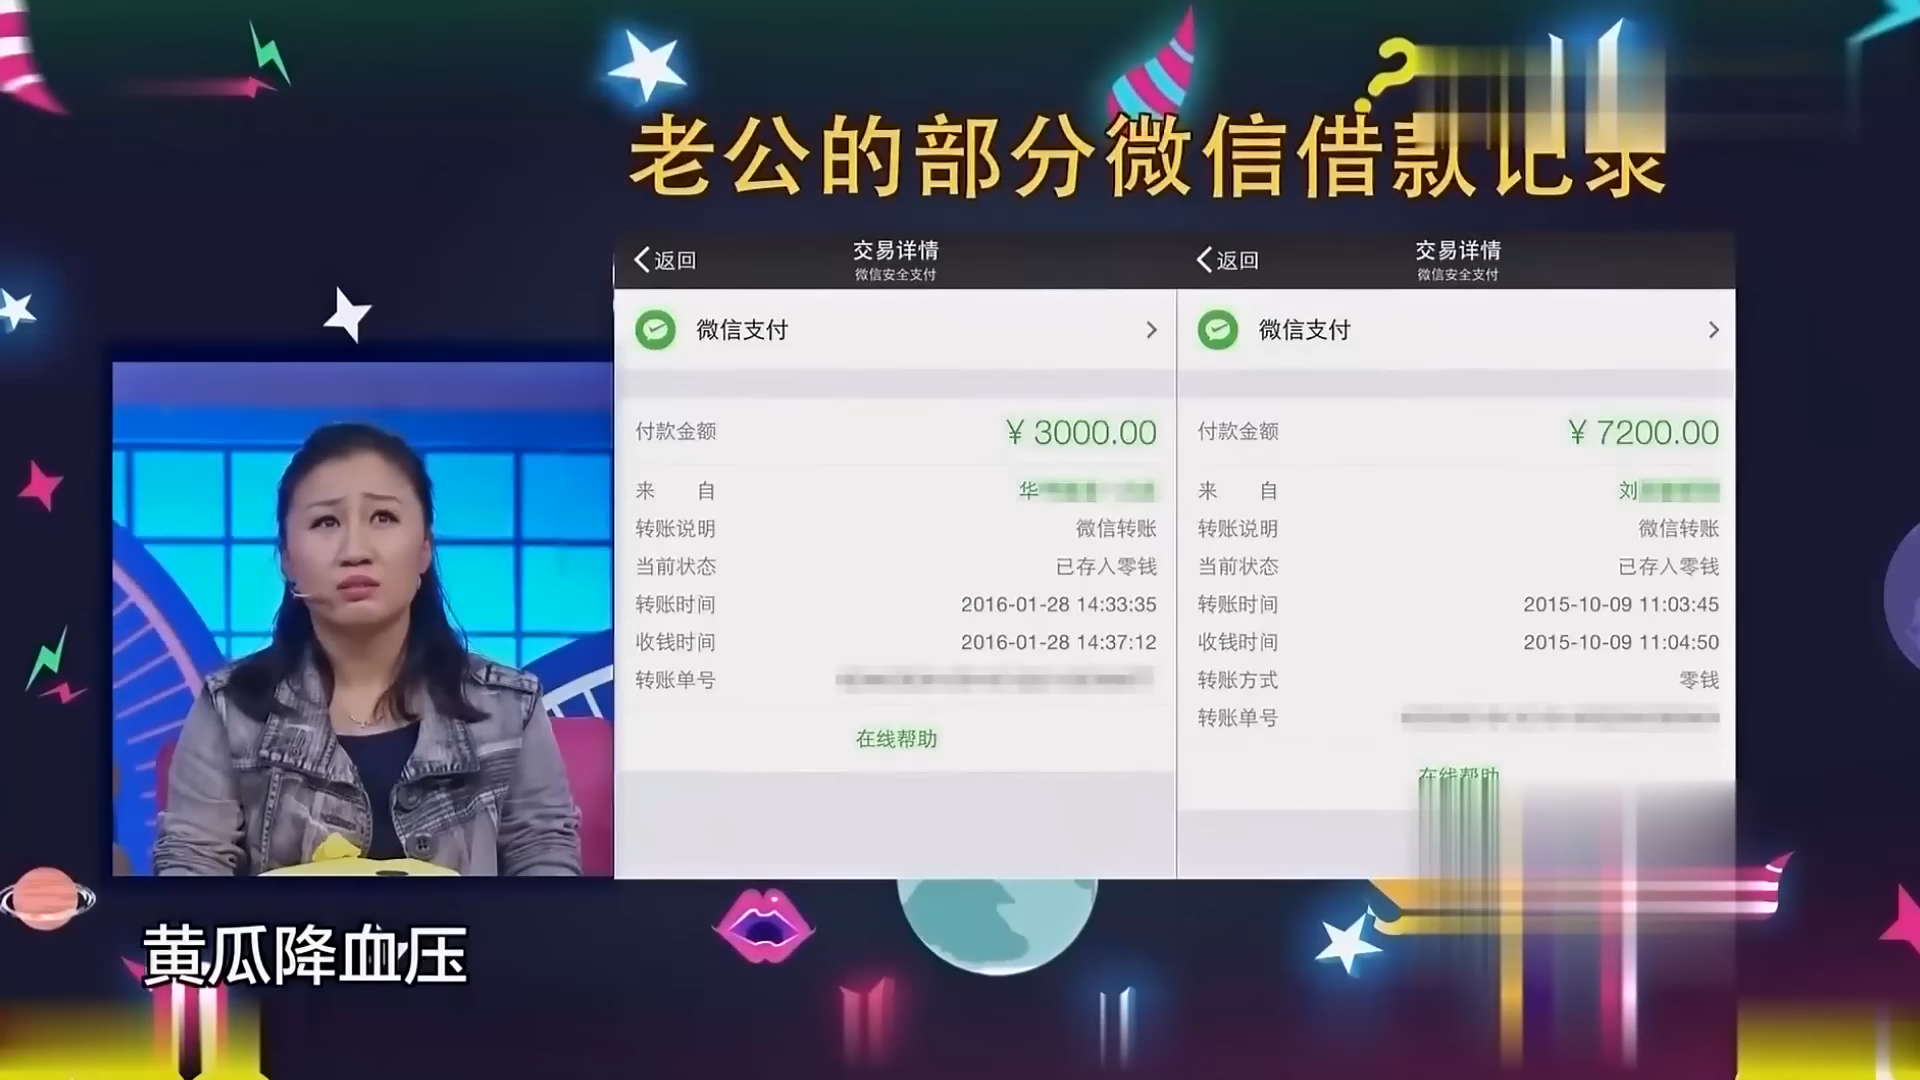 老公的部分微信借款记录
返回
交易详情
微信安全支付
微信支付
付款金额 ¥ 3000.00
来 自 华
转账说明 微信转账
当前状态 已存入零钱
转账时间 2016-01-28 14:33:35
收钱时间 2016-01-28 14:37:12
转账单号
在线帮助
返回
交易详情
微信安全支付
微信支付
付款金额 ¥ 7200.00
来 自 刘
转账说明 微信转账
当前状态 已存入零钱
转账时间 2015-10-09 11:03:45
收钱时间 2015-10-09 11:04:50
转账方式 零钱
转账单号
在线帮助
黄瓜降血压